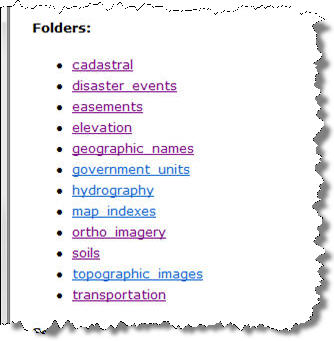 Folders:
cadastral
disaster_events
easements
elevation
geographic_names
government_units
hydrography
map_indexes
ortho_imagery
soils
topographic_images
transportation